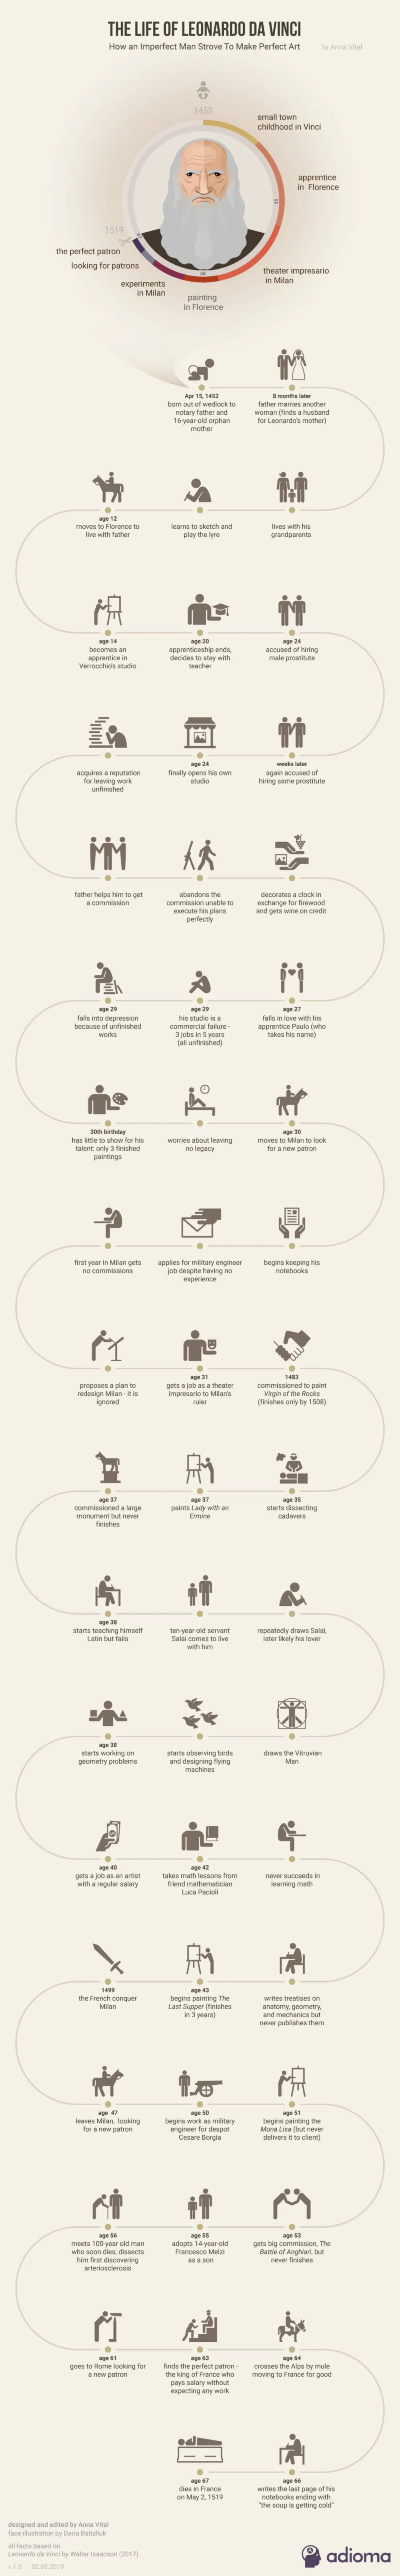 THE LIFE OF LEONARDO DA VINCI
How an Imperfect Man Strove To Make Perfect Art
by Anna Vital
1452
small town
childhood in Vinci
apprentice
in Florence
theater impresario
in Milan
painting
in Florence
experiments
in Milan
looking for patrons
the perfect patron
1519
Apr 15, 1452
born out of wedlock to
notary father and
16-year-old orphan
mother
8 months later
father marries another
woman (finds a husband
for Leonardo's mother)
age 12
moves to Florence to
live with father
learns to sketch and
play the lyre
lives with his
grandparents
age 14
becomes an
apprentice in
Verrocchio's studio
age 20
apprenticeship ends,
decides to stay with
teacher
age 24
accused of hiring
male prostitute
acquires a reputation
for leaving work
unfinished
age 24
finally opens his own
studio
weeks later
again accused of
hiring same prostitute
father helps him to get
a commission
abandons the
commission unable to
execute his plans
perfectly
decorates a clock in
exchange for firewood
and gets wine on credit
age 29
falls into depression
because of unfinished
works
age 29
his studio is a
commercial failure -
3 jobs in 5 years
(all unfinished)
age 27
falls in love with his
apprentice Paulo (who
takes his name)
30th birthday
has little to show for his
talent: only 3 finished
paintings
worries about leaving
no legacy
age 30
moves to Milan to look
for a new patron
first year in Milan gets
no commissions
applies for military engineer
job despite having no
experience
begins keeping his
notebooks
proposes a plan to
redesign Milan - it is
ignored
age 31
gets a job as a theater
impresario to Milan's
ruler
1483
commissioned to paint
Virgin of the Rocks
(finishes only by 1508)
age 37
commissioned a large
monument but never
finishes
age 37
paints Lady with an
Ermine
age 35
starts dissecting
cadavers
age 38
starts teaching himself
Latin but fails
ten-year-old servant
Salai comes to live
with him
repeatedly draws Salai,
later likely his lover
age 38
starts working on
geometry problems
starts observing birds
and designing flying
machines
draws the Vitruvian
Man
age 40
gets a job as an artist
with a regular salary
age 42
takes math lessons from
friend mathematician
Luca Pacioli
never succeeds in
learning math
1499
the French conquer
Milan
age 43
begins painting The
Last Supper (finishes
in 3 years)
writes treatises on
anatomy, geometry,
and mechanics but
never publishes them
age 47
leaves Milan, looking
for a new patron
age 50
begins work as military
engineer for despot
Cesare Borgia
age 51
begins painting the
Mona Lisa (but never
delivers it to client)
age 56
meets 100-year old man
who soon dies; dissects
him first discovering
arteriosclerosis
age 55
adopts 14-year-old
Francesco Melzi
as a son
age 53
gets big commission, The
Battle of Anghiari, but
never finishes
age 61
goes to Rome looking for
a new patron
age 63
finds the perfect patron -
the king of France who
pays salary without
expecting any work
age 64
crosses the Alps by mule
moving to France for good
age 67
dies in France
on May 2, 1519
age 66
writes the last page of his
notebooks ending with
"the soup is getting cold"
designed and edited by Anna Vital
face illustration by Daria Baitaliuk
all facts based on
Leonardo da Vinci by Walter Isaacson (2017)
v.1.0 02.05.2019
adioma